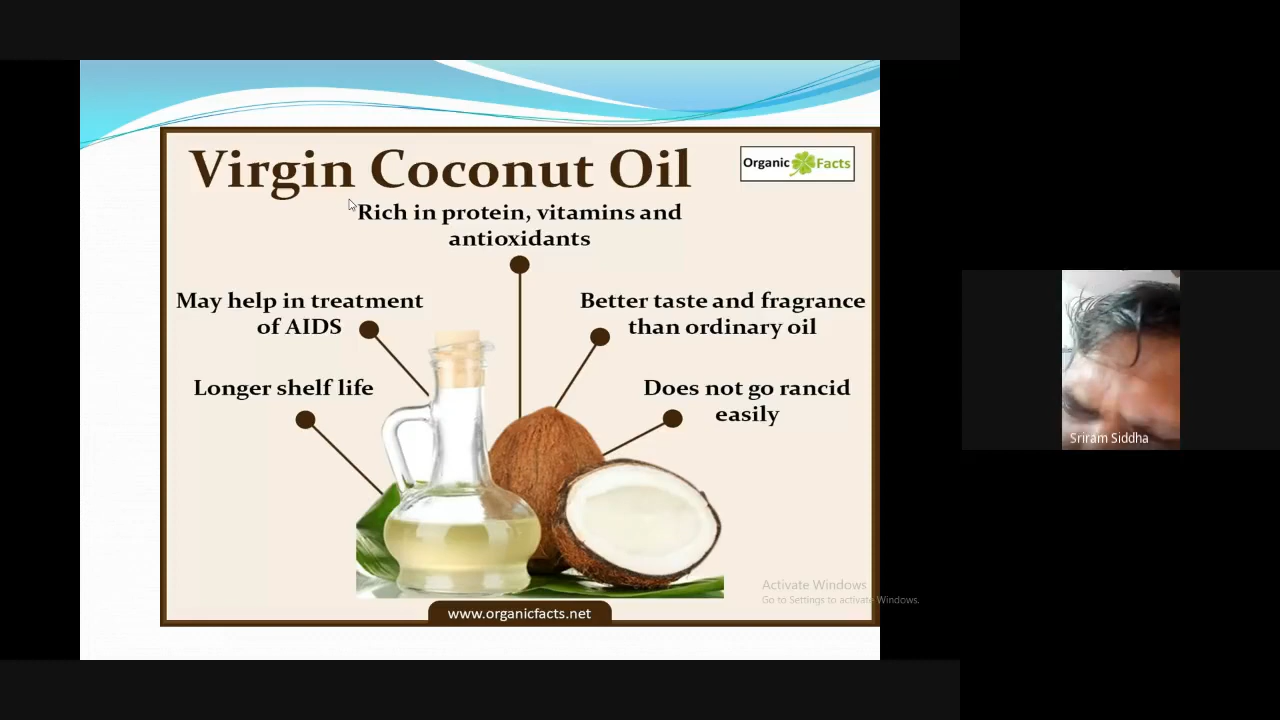 Virgin Coconut Oil
Organic Facts
Rich in protein, vitamins and
antioxidants
May help in treatment
of AIDS
Better taste and fragrance
than ordinary oil
Longer shelf life
Does not go rancid
easily
www.organicfacts.net
Activate Windows
Go to Settings to activate Windows.
Sriram Siddha